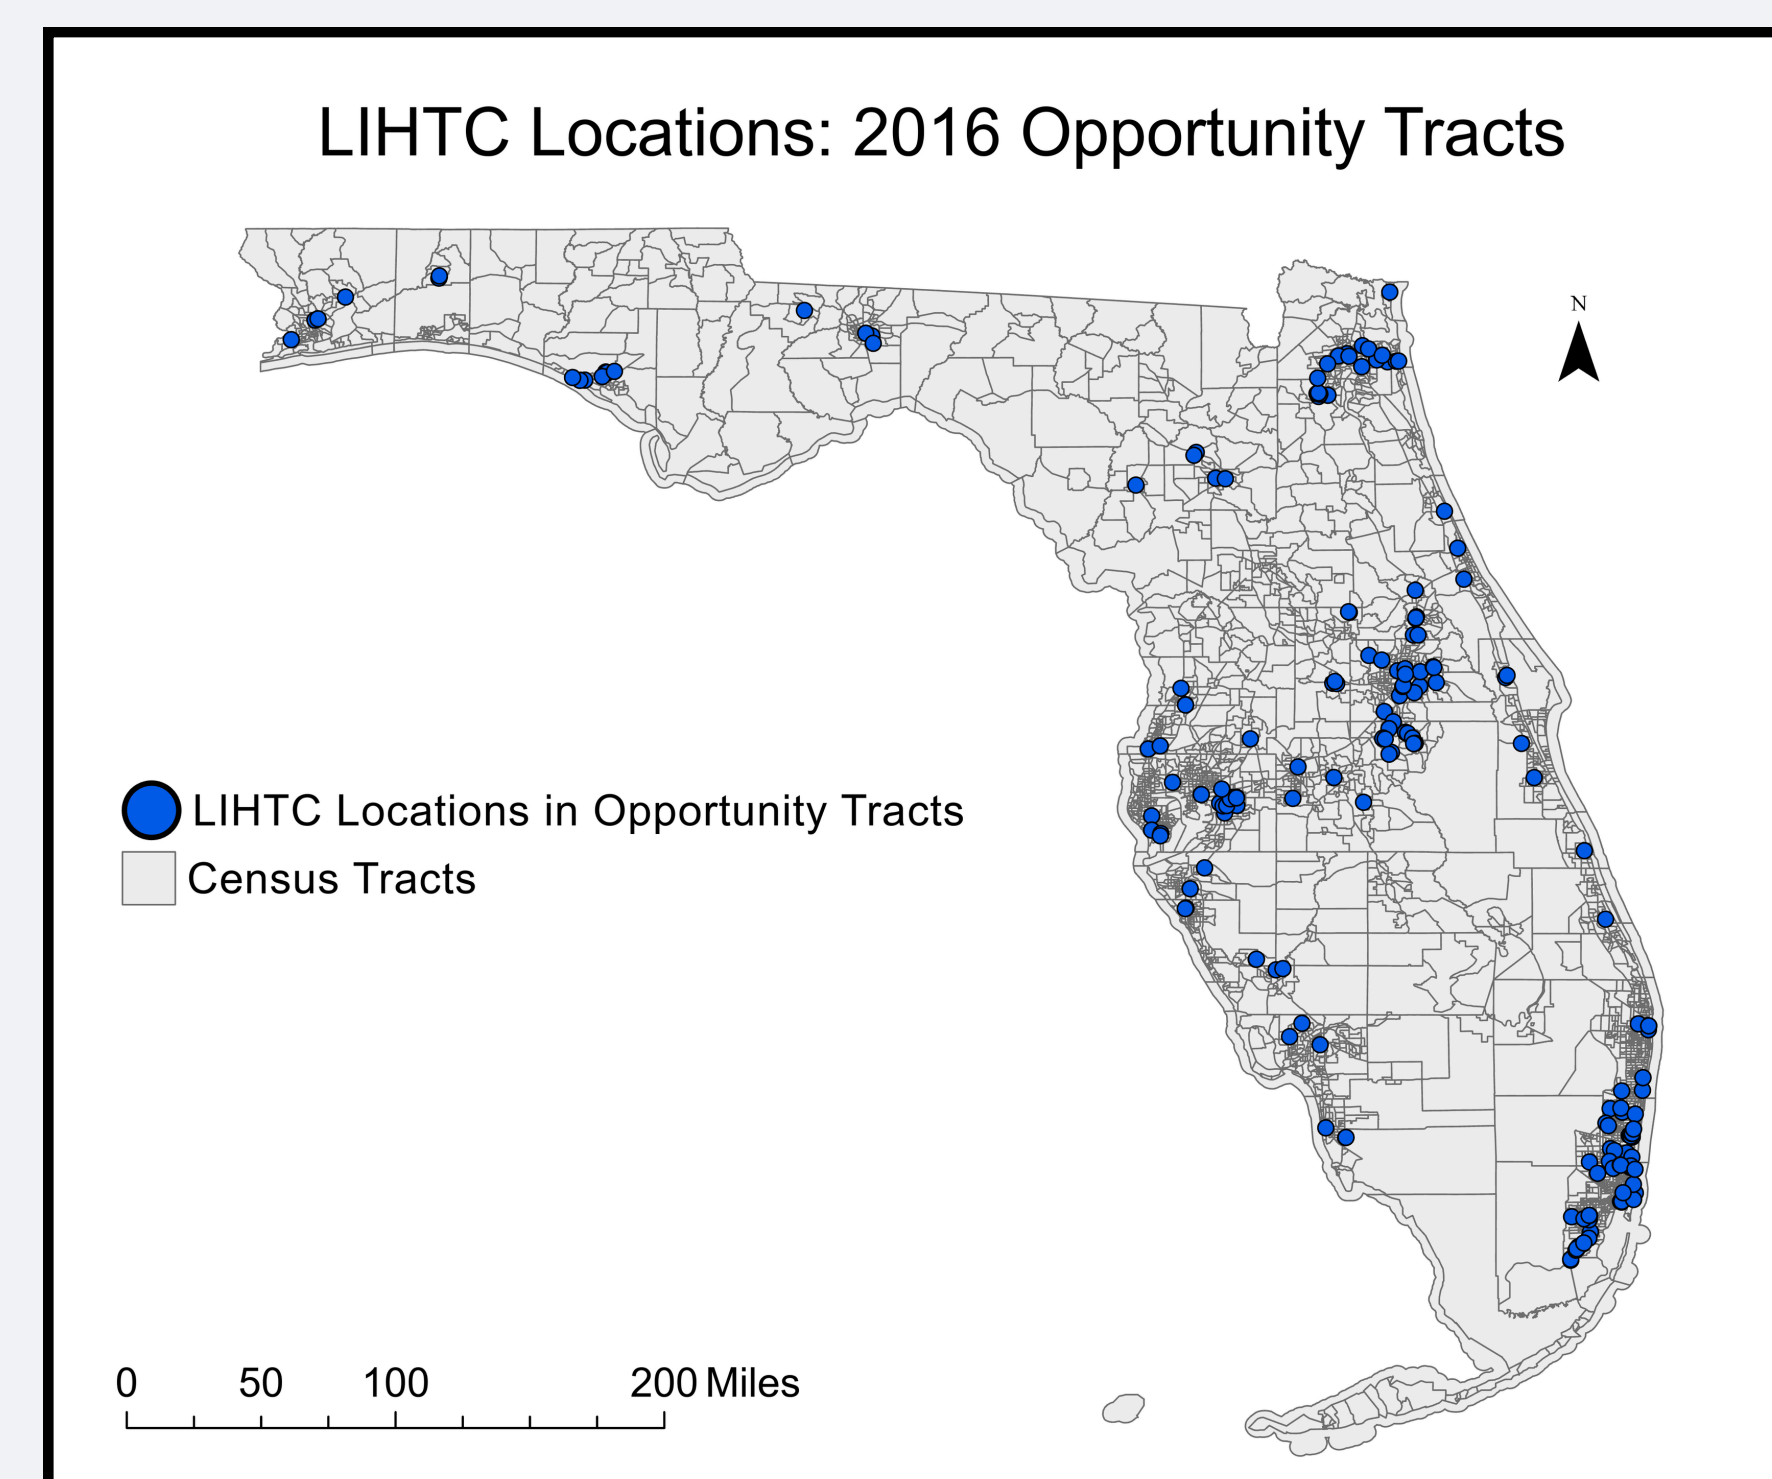 LIHTC Locations: 2016 Opportunity Tracts
N
LIHTC Locations in Opportunity Tracts
Census Tracts
0 50 100 200 Miles